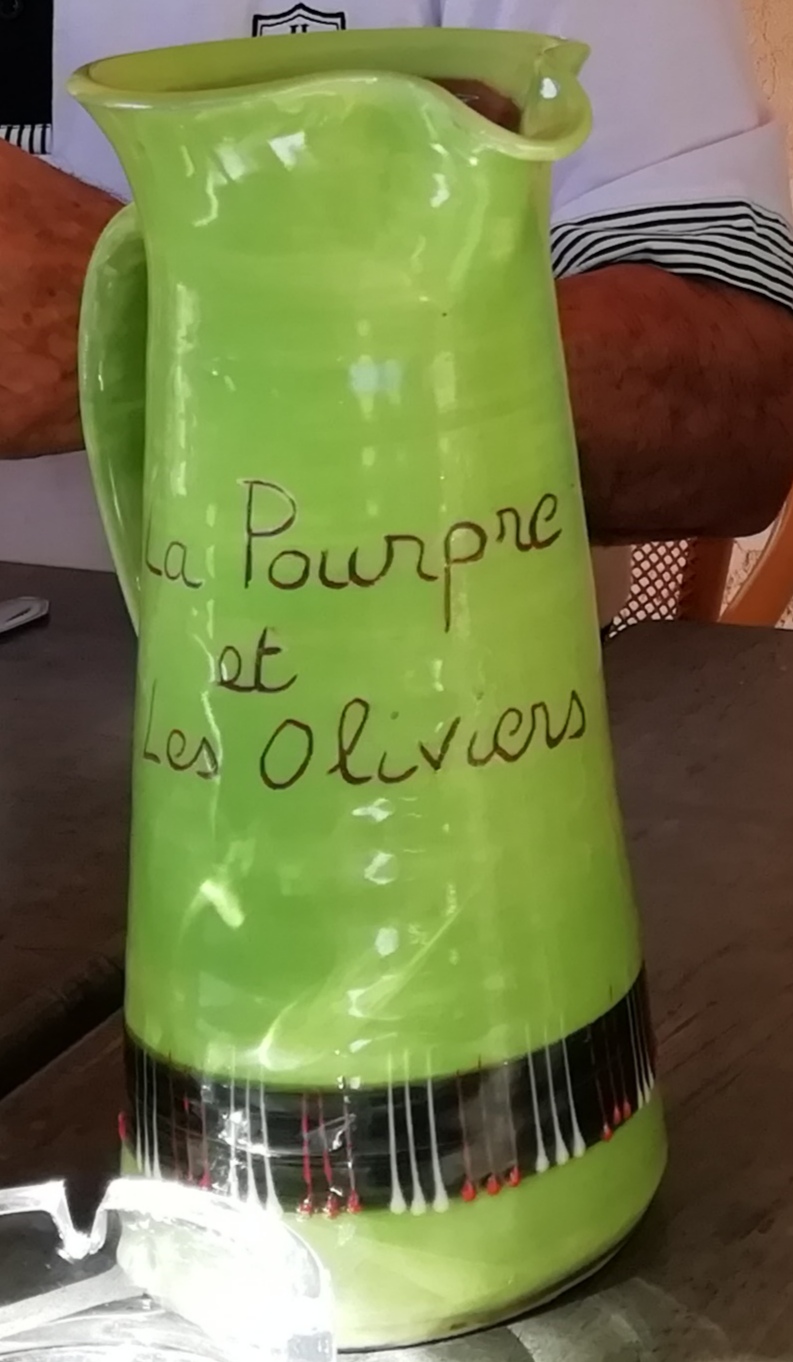 La Pourpre
et
Les Oliviers